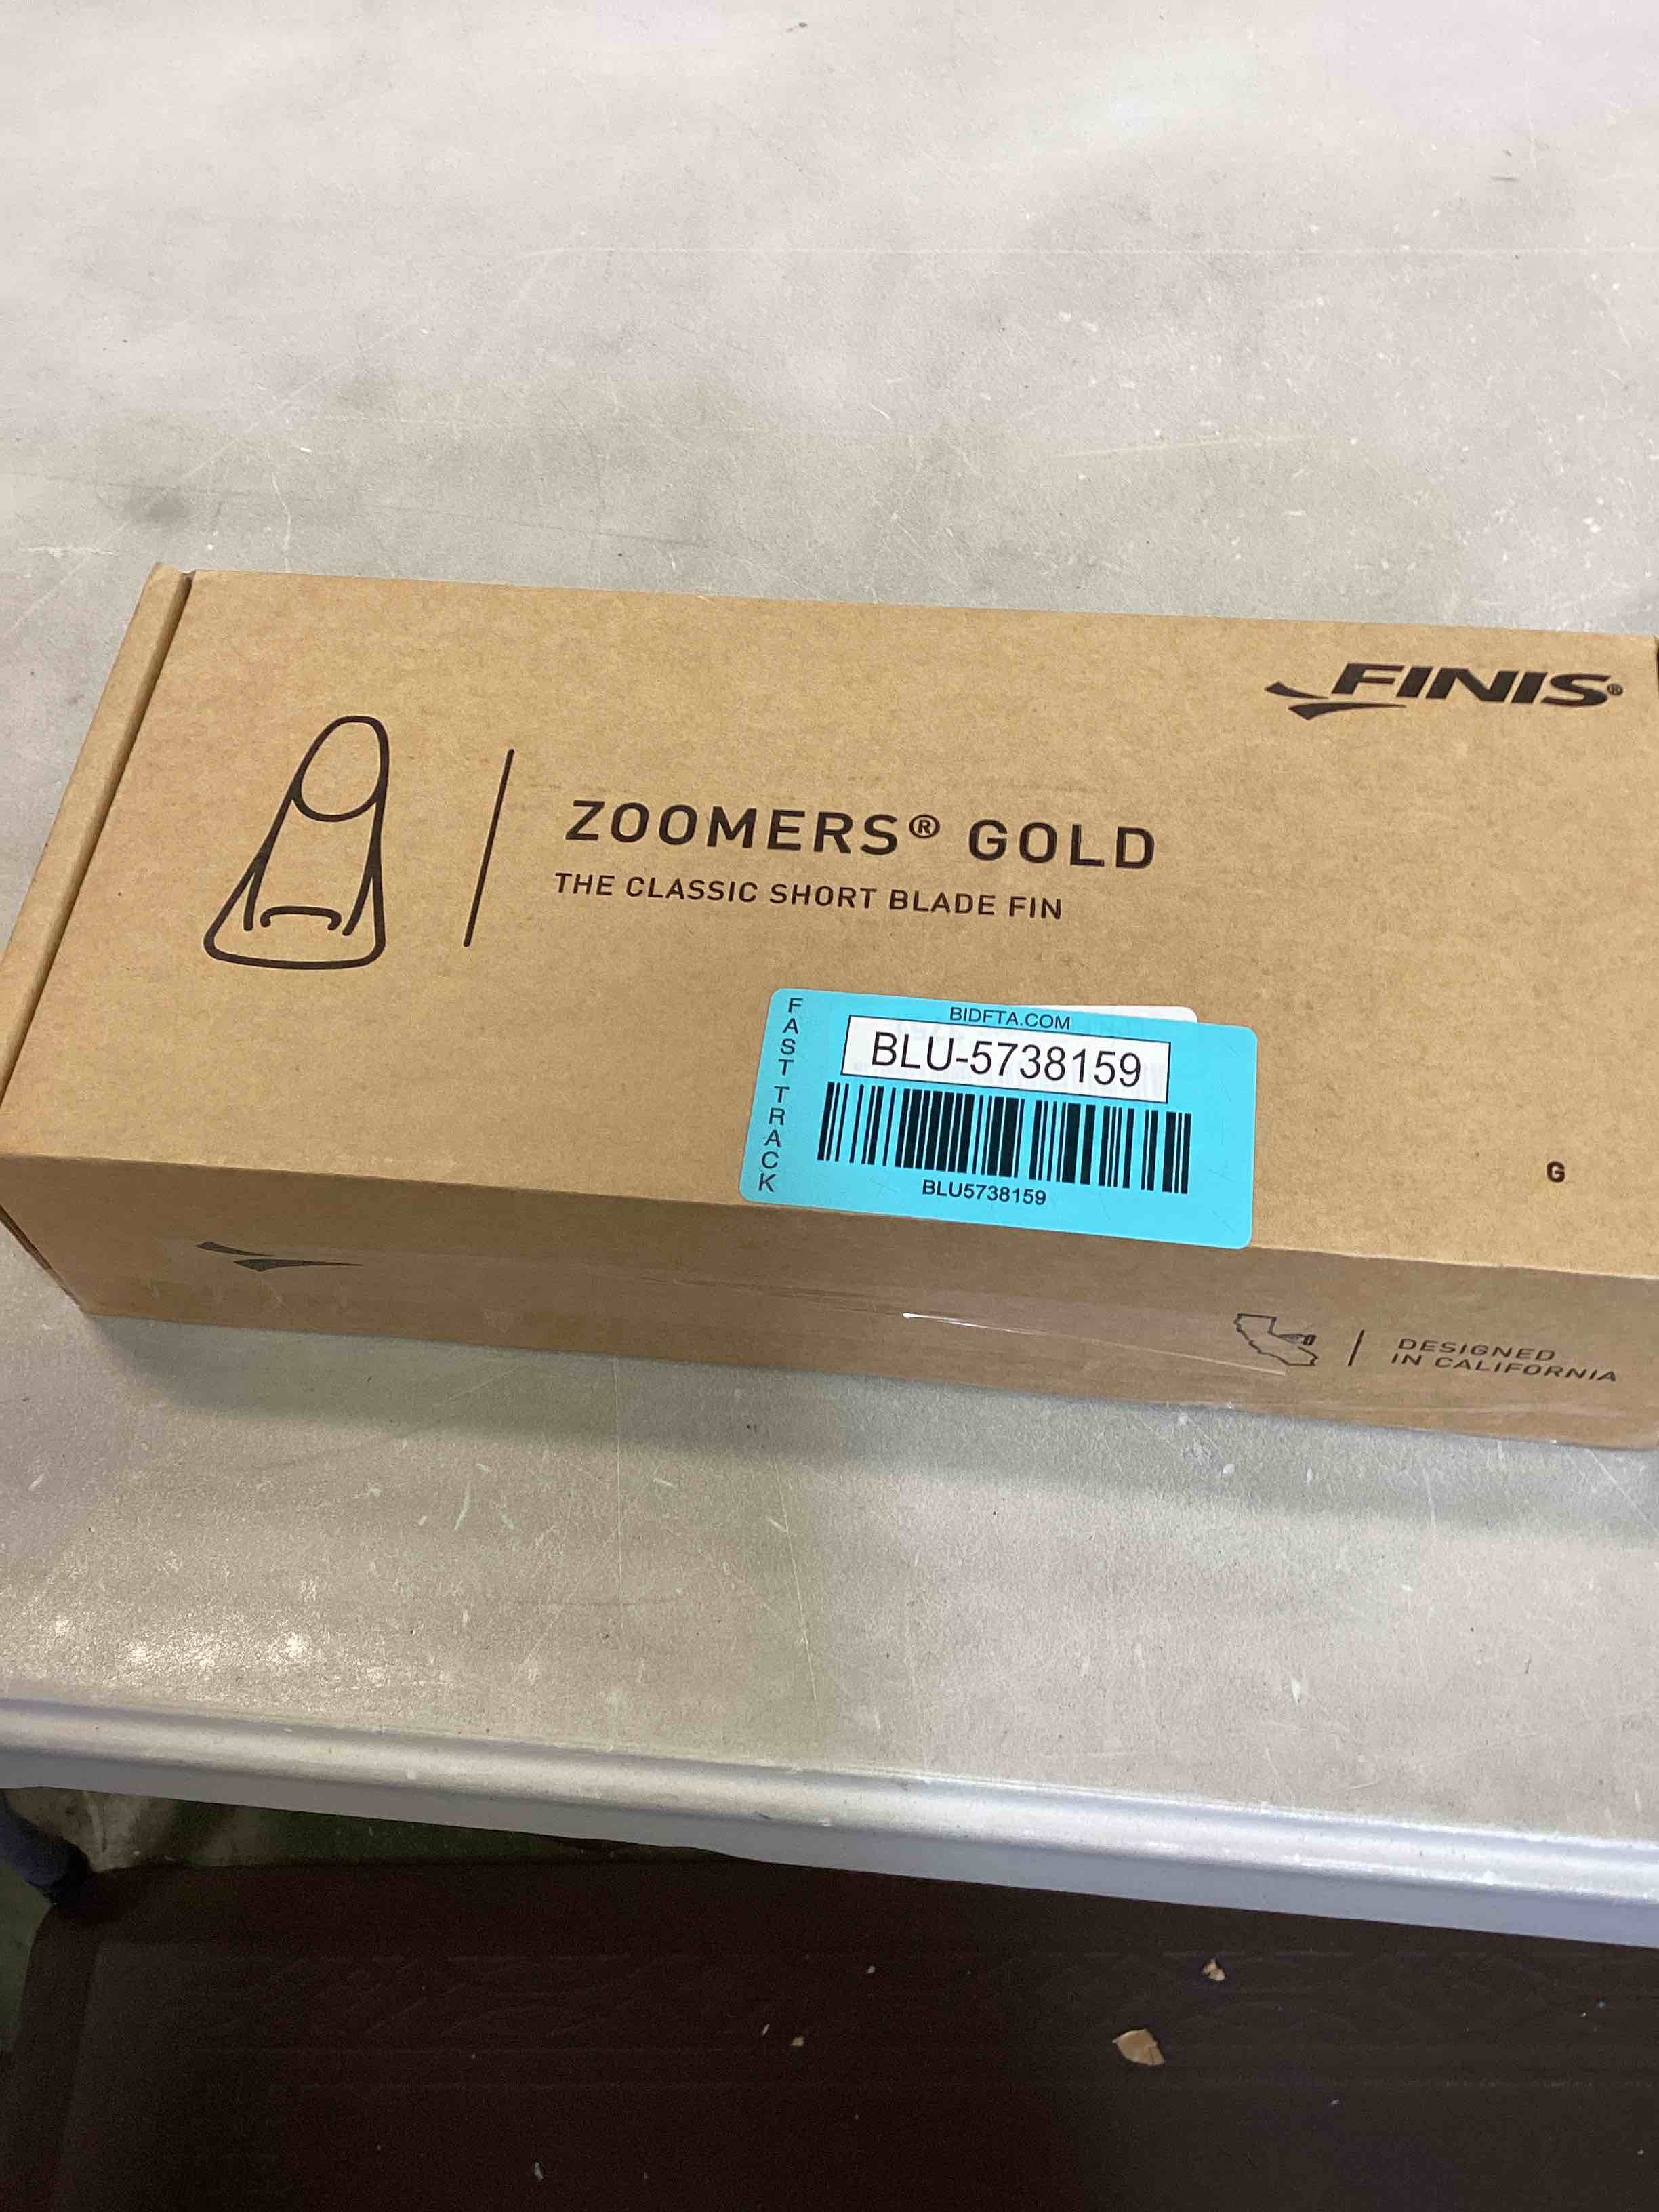 FINIS®
ZOOMERS® GOLD
THE CLASSIC SHORT BLADE FIN
FAST TRACK
BIDFTA.COM
BLU-5738159
BLU5738159
G
DESIGNED
IN CALIFORNIA